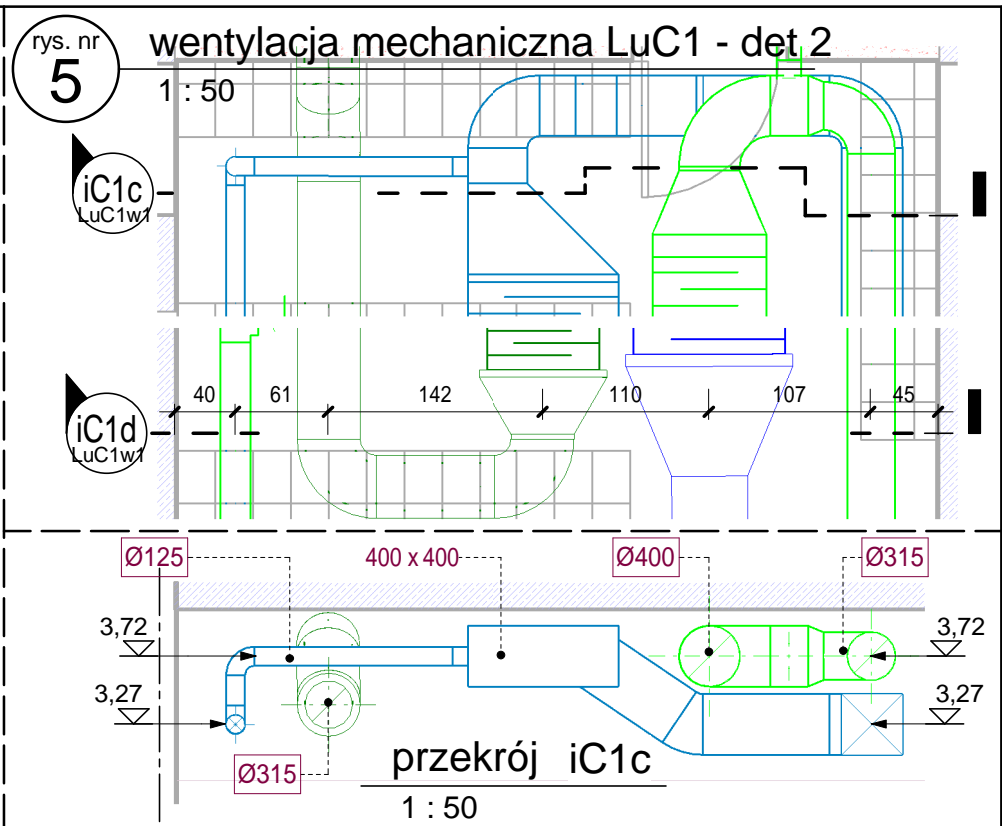 rys. nr
5
wentylacja mechaniczna LuC1 - det 2
1 : 50
iC1c
LuC1w1
40 61 142 110 107 45
iC1d
LuC1w1
Ø125 400 x 400 Ø400 Ø315
3,72 3,72
3,27 3,27
Ø315
przekrój iC1c
1 : 50